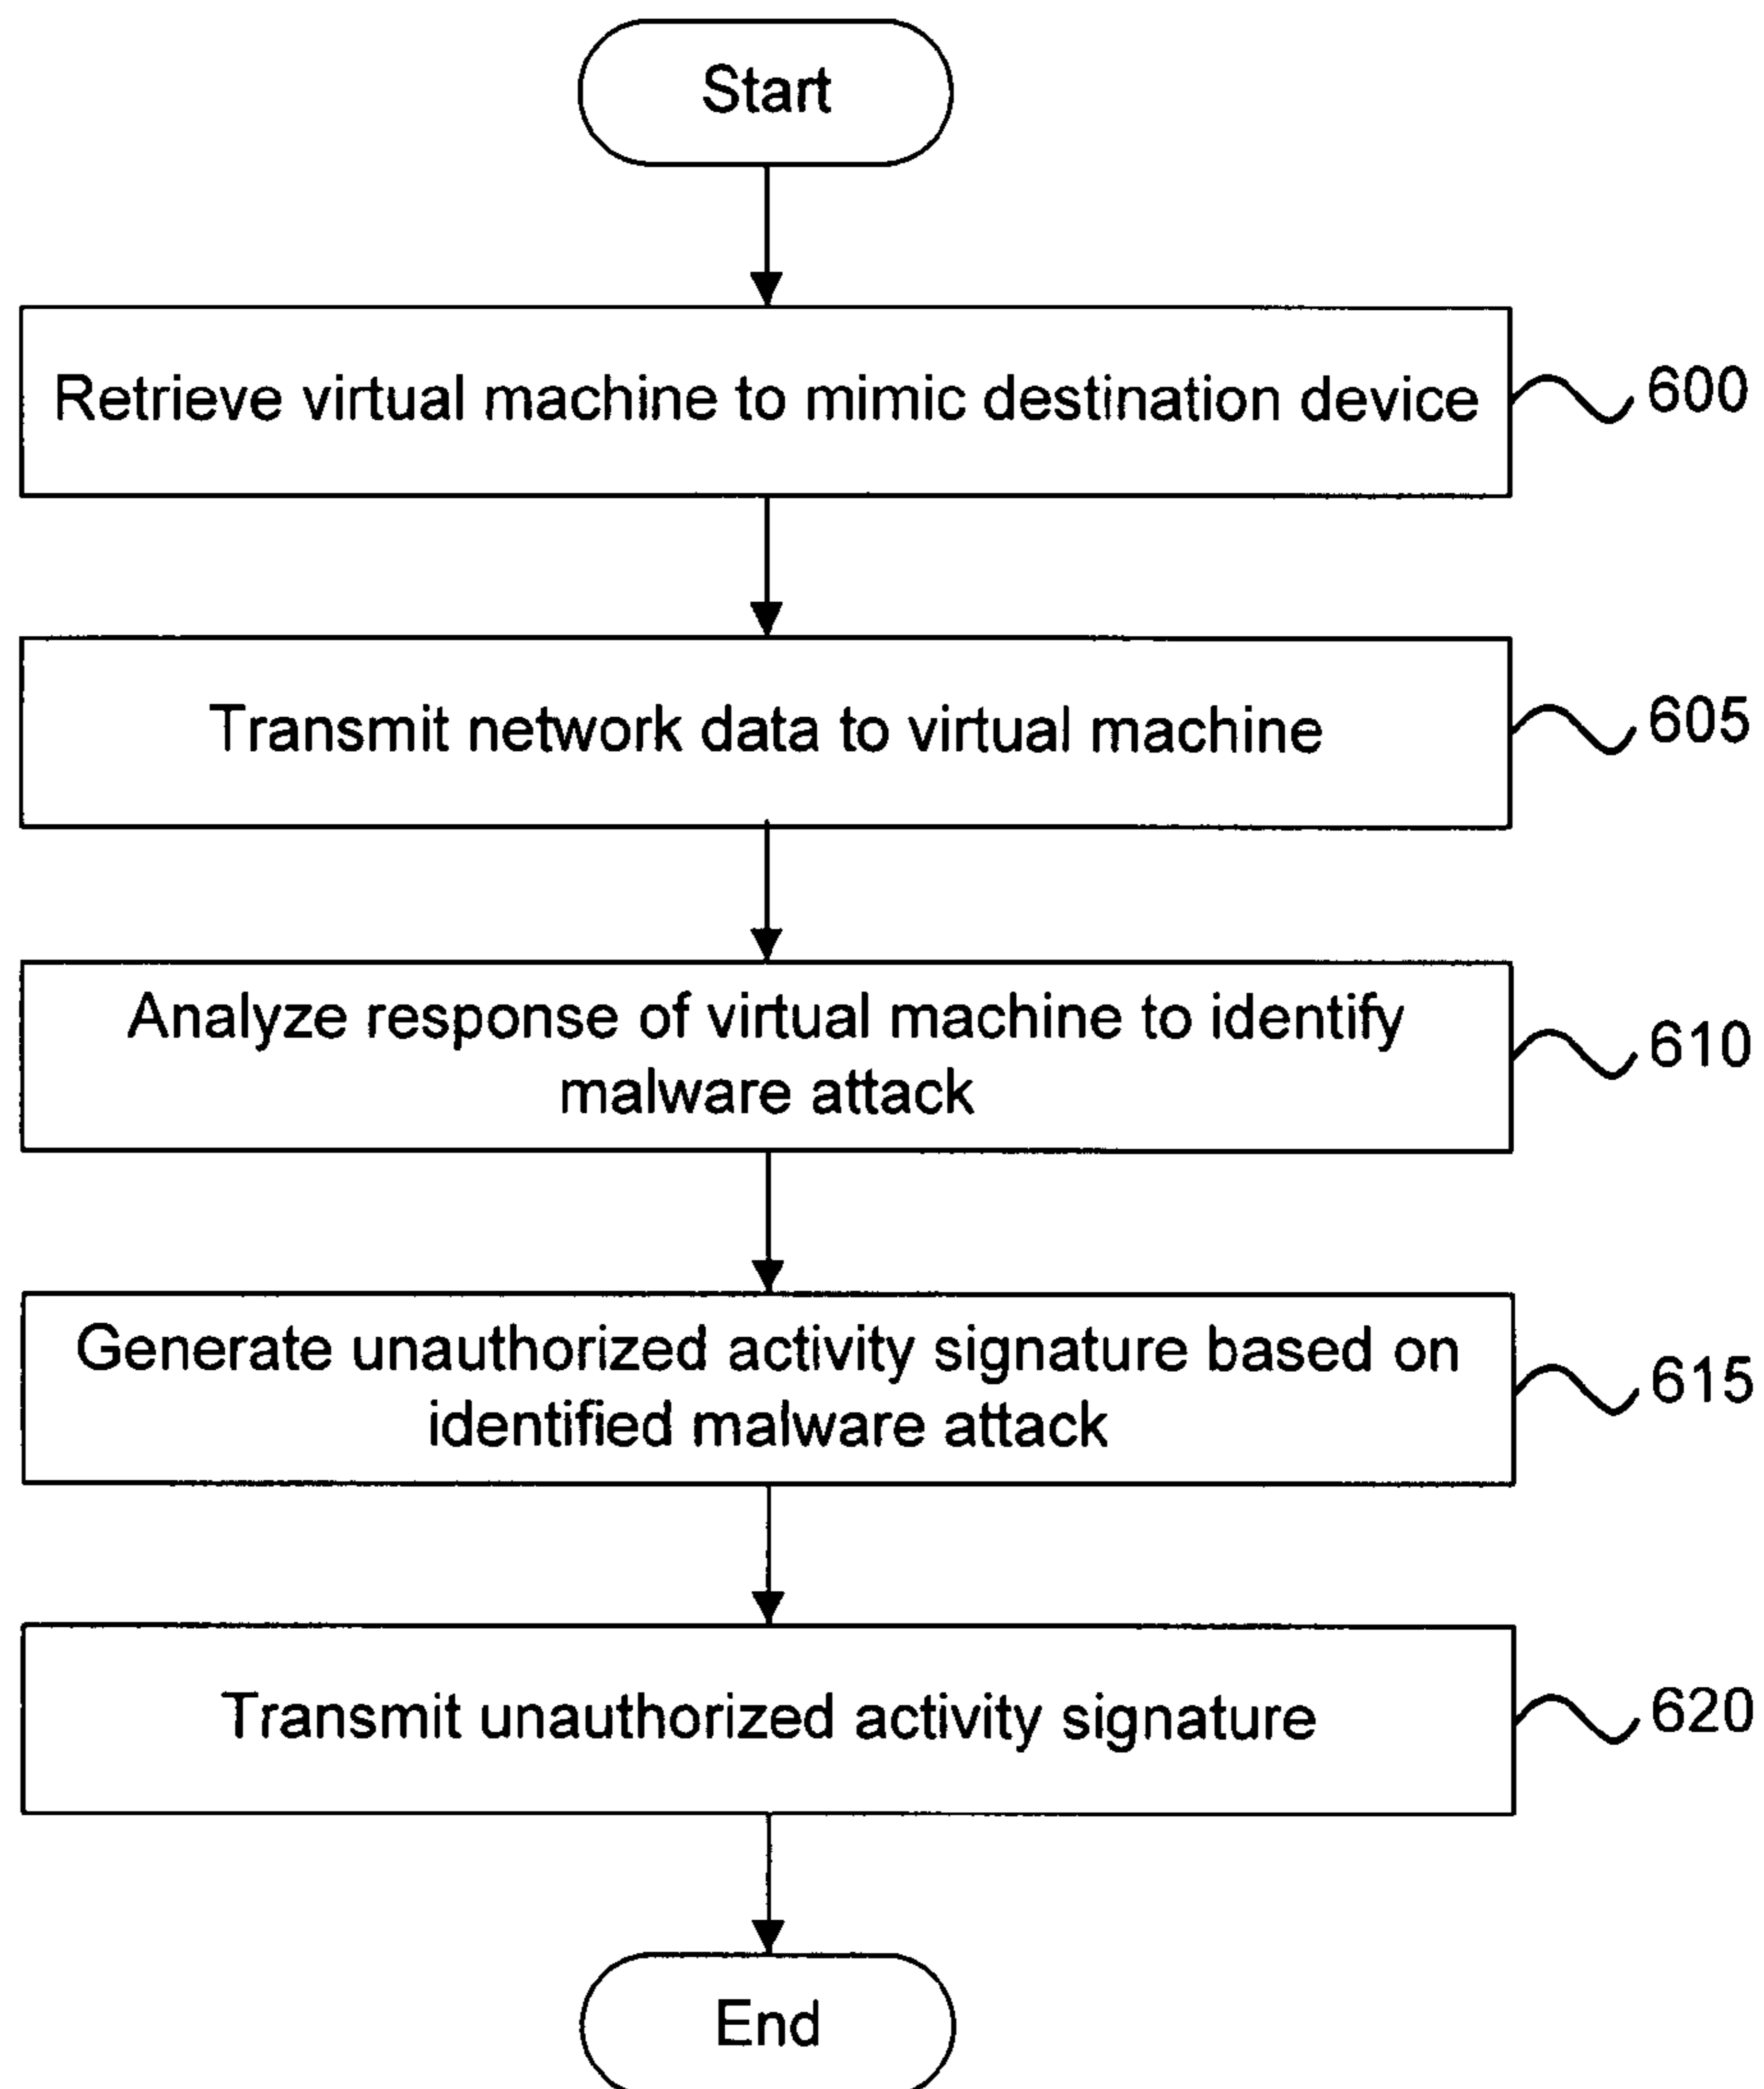 Start
Retrieve virtual machine to mimic destination device
600
Transmit network data to virtual machine
605
Analyze response of virtual machine to identify
malware attack
610
Generate unauthorized activity signature based on
identified malware attack
615
Transmit unauthorized activity signature
620
End